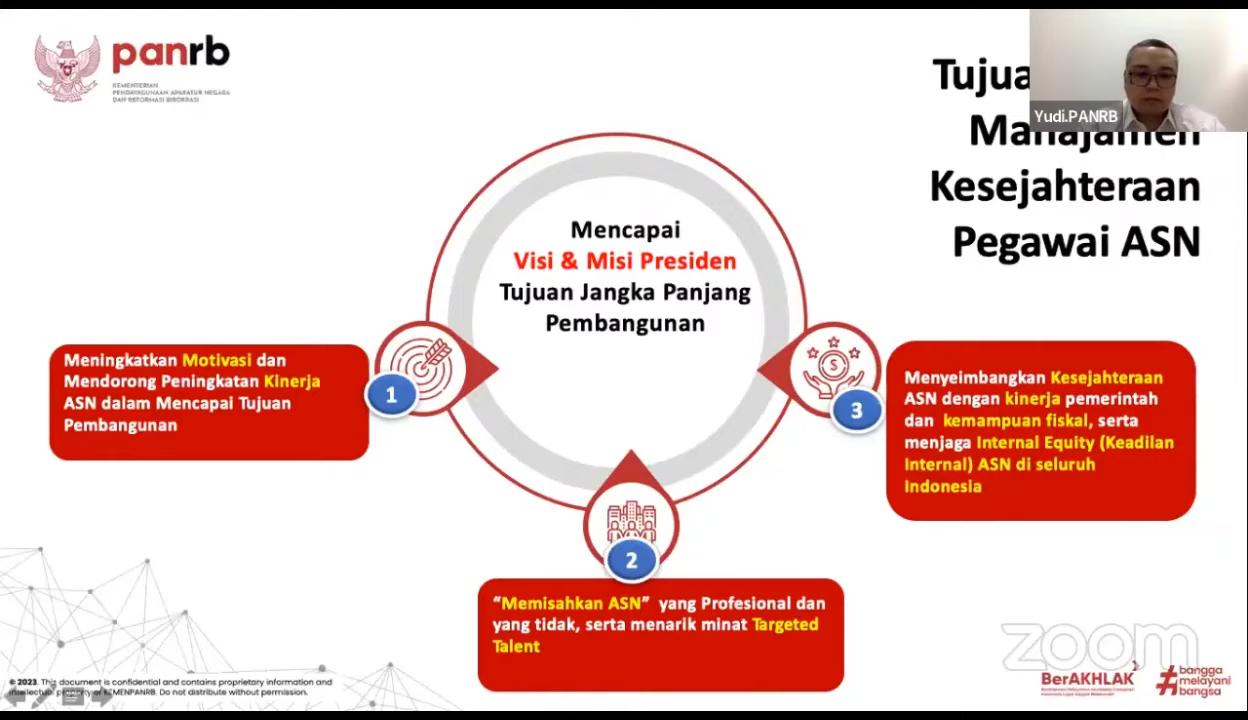 panrb
KEMENTERIAN
PENDAYAGUNAAN APARATUR NEGARA
DAN REFORMASI BIROKRASI
Yudi.PANRB
Manajamen
Kesejahteraan
Pegawai ASN
Mencapai
Visi & Misi Presiden
Tujuan Jangka Panjang
Pembangunan
1
Meningkatkan Motivasi dan
Mendorong Peningkatan Kinerja
ASN dalam Mencapai Tujuan
Pembangunan
2
“Memisahkan ASN” yang Profesional dan
yang tidak, serta menarik minat Targeted
Talent
3
Menyeimbangkan Kesejahteraan
ASN dengan kinerja pemerintah
dan kemampuan fiskal, serta
menjaga Internal Equity (Keadilan
Internal) ASN di seluruh
Indonesia
© 2023. This document is confidential and contains proprietary information and
intellectual property of KEMENPANRB. Do not distribute without permission.
zoom
BerAKHLAK
# bangga
melayani
bangsa